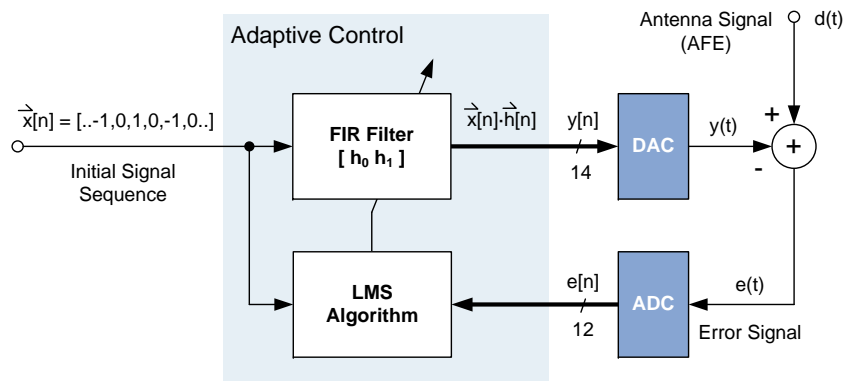 Antenna Signal
(AFE)
d(t)
Adaptive Control
x[n] = [..-1,0,1,0,-1,0..]
Initial Signal
Sequence
FIR Filter
[ h₀ h₁ ]
x[n]·h[n]
y[n]
14
DAC
y(t)
+
+
-
LMS
Algorithm
e[n]
12
ADC
e(t)
Error Signal